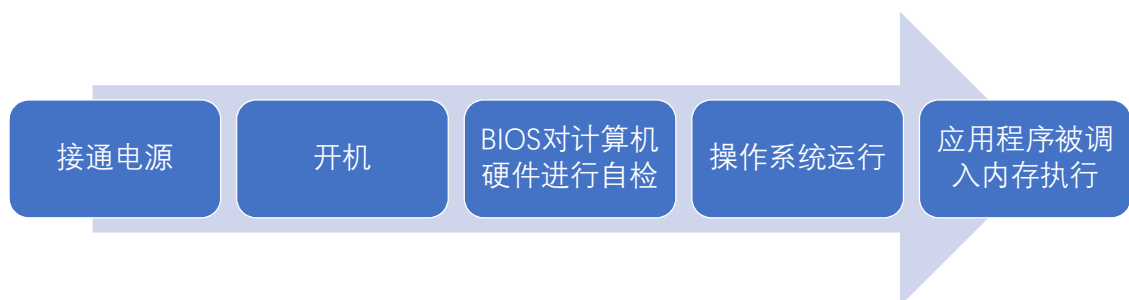 接通电源
开机
BIOS对计算机
硬件进行自检
操作系统运行
应用程序被调
入内存执行